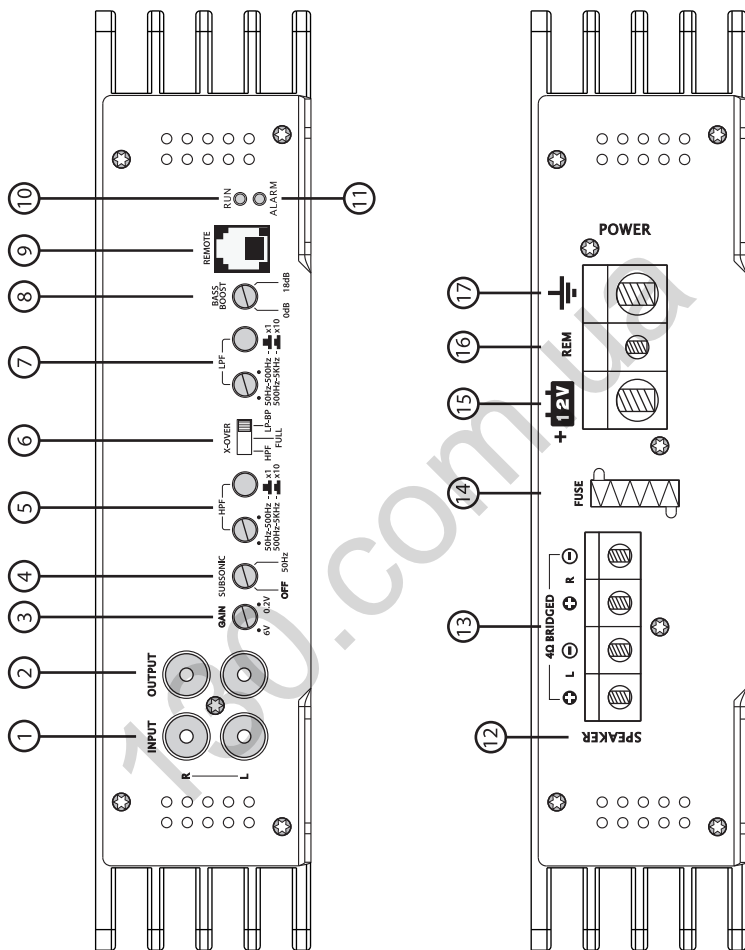 1
2
3
4
5
6
7
8
9
10
INPUT
OUTPUT
R
L
GAIN
6V
0.2V
SUBSONIC
OFF
50Hz
HPF
50Hz~500Hz - x1
500Hz~5KHz - x10
X-OVER
HPF
FULL
LP-BP
LPF
50Hz~500Hz - x1
500Hz~5KHz - x10
BASS
BOOST
0dB
18dB
REMOTE
RUN
ALARM
11
12
13
14
15
16
17
SPEAKER
4Ω BRIDGED
+ L - + R -
FUSE
+ 12V
REM
POWER
130.com.ua